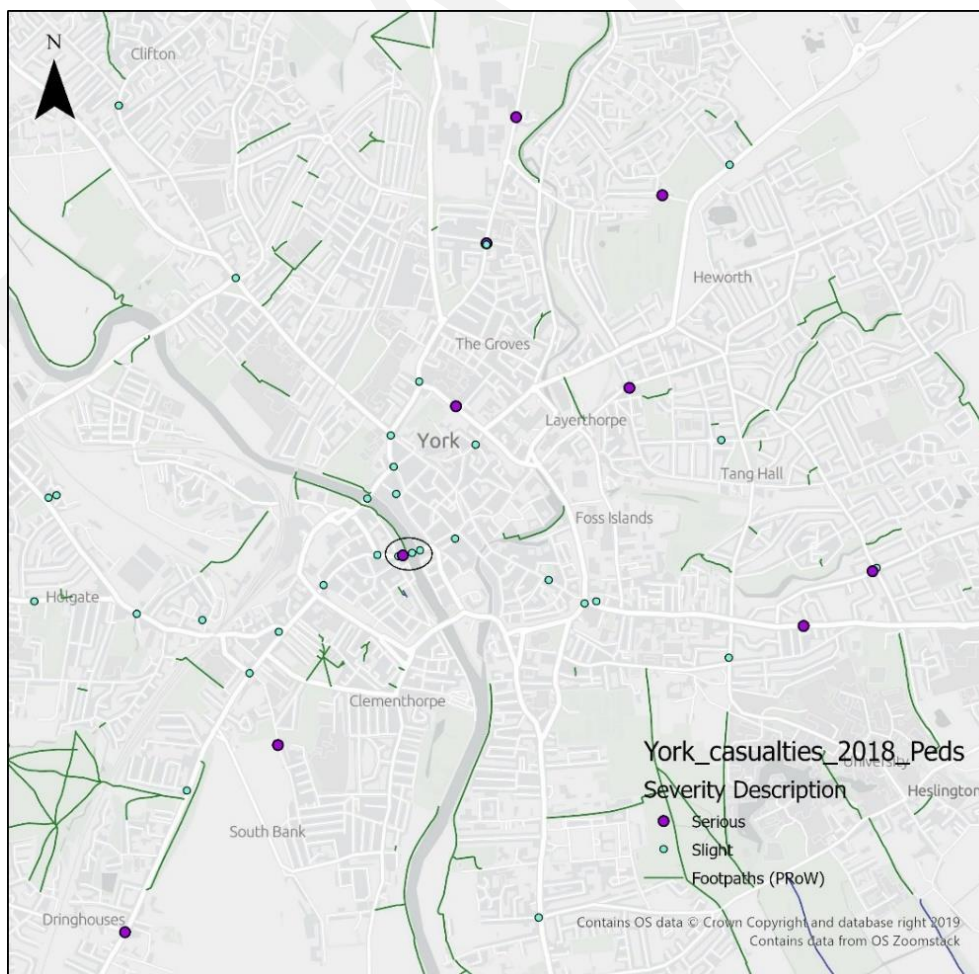 N
Clifton
Heworth
The Groves
Layerthorpe
York
Tang Hall
Foss Islands
Holgate
Clementhorpe
York_casualties_2018_Peds
University
Severity Description
Heslington
Serious
South Bank
Slight
Footpaths (PRoW)
Dringhouses
Contains OS data © Crown Copyright and database right 2019
Contains data from OS Zoomstack